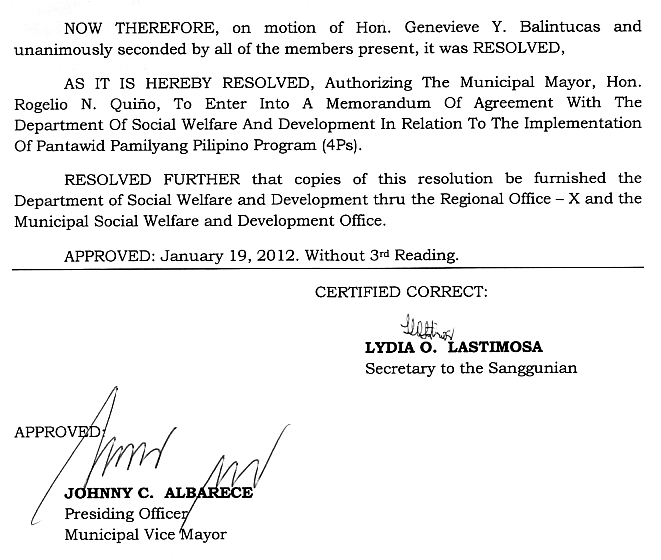 NOW THEREFORE, on motion of Hon. Genevieve Y. Balintucas and
unanimously seconded by all of the members present, it was RESOLVED,
AS IT IS HEREBY RESOLVED, Authorizing The Municipal Mayor, Hon.
Rogelio N. Quiño, To Enter Into A Memorandum Of Agreement With The
Department Of Social Welfare And Development In Relation To The Implementation
Of Pantawid Pamilyang Pilipino Program (4Ps).
RESOLVED FURTHER that copies of this resolution be furnished the
Department of Social Welfare and Development thru the Regional Office – X and the
Municipal Social Welfare and Development Office.
APPROVED: January 19, 2012. Without 3rd Reading.
CERTIFIED CORRECT:
LYDIA O. LASTIMOSA
Secretary to the Sanggunian
APPROVED:
JOHNNY C. ALBARECE
Presiding Officer
Municipal Vice Mayor